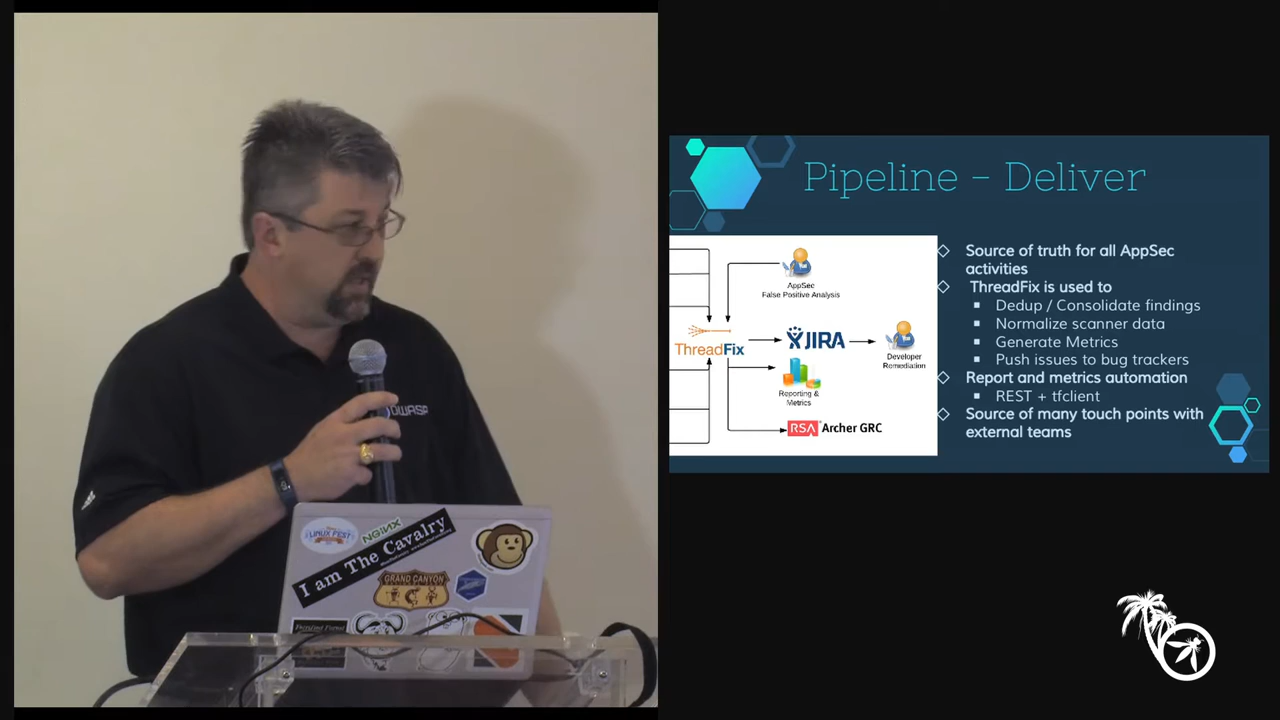 OWASP
LINUX FEST
NGINX
I am The Cavalry
GRAND CANYON
Pipeline – Deliver
AppSec
False Positive Analysis
ThreadFix
JIRA
Developer
Remediation
Reporting &
Metrics
RSA Archer GRC
Source of truth for all AppSec
activities
ThreadFix is used to
Dedup / Consolidate findings
Normalize scanner data
Generate Metrics
Push issues to bug trackers
Report and metrics automation
REST + tfclient
Source of many touch points with
external teams